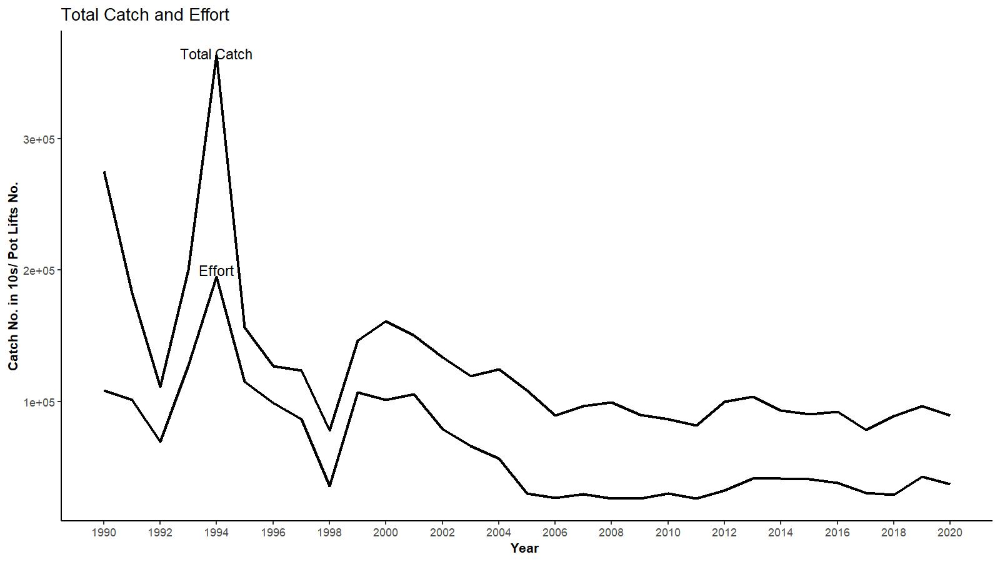 Total Catch and Effort
Total Catch
Effort
Catch No. in 10s/ Pot Lifts No.
3e+05
2e+05
1e+05
1990 1992 1994 1996 1998 2000 2002 2004 2006 2008 2010 2012 2014 2016 2018 2020
Year